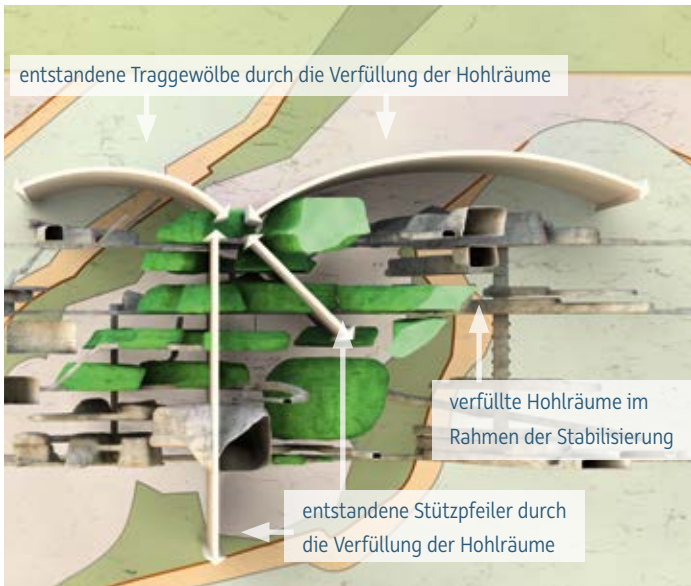 entstandene Traggewölbe durch die Verfüllung der Hohlräume
verfüllte Hohlräume im
Rahmen der Stabilisierung
entstandene Stützpfeiler durch
die Verfüllung der Hohlräume